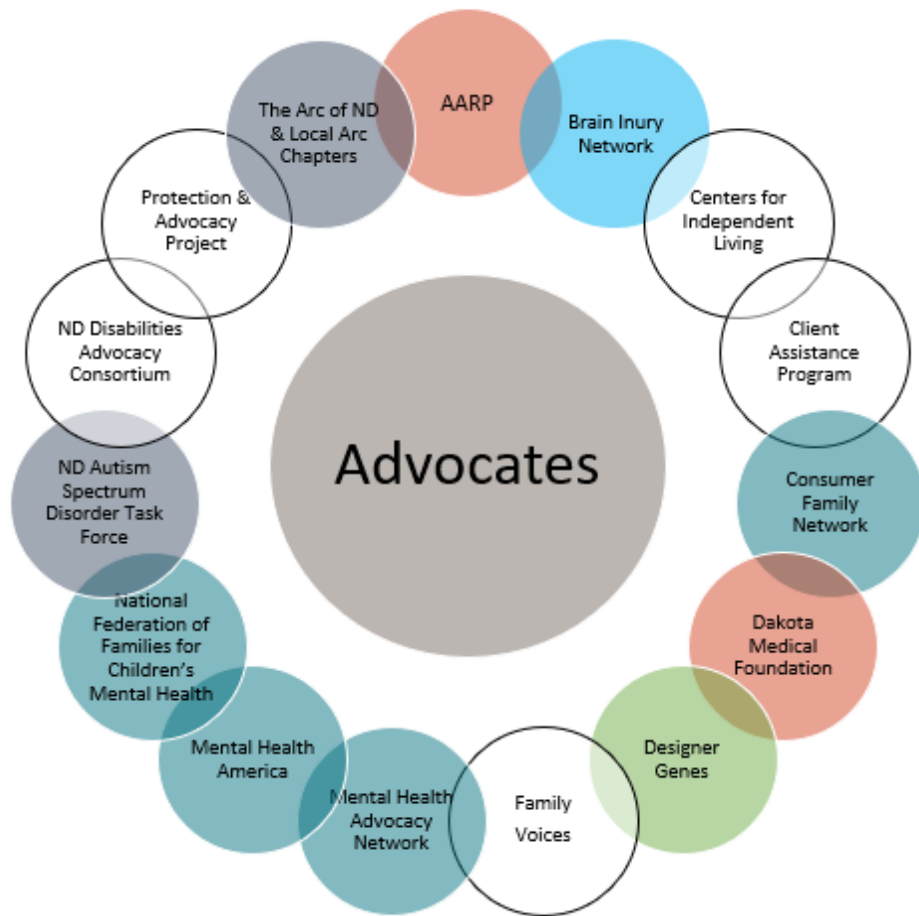 AARP
Brain Inury
Network
Centers for
Independent
Living
Client
Assistance
Program
Consumer
Family
Network
Dakota
Medical
Foundation
Designer
Genes
Family
Voices
Mental Health
Advocacy
Network
Mental Health
America
National
Federation of
Families for
Children's
Mental Health
ND Autism
Spectrum
Disorder Task
Force
ND Disabilities
Advocacy
Consortium
Protection &
Advocacy
Project
The Arc of ND
& Local Arc
Chapters
Advocates